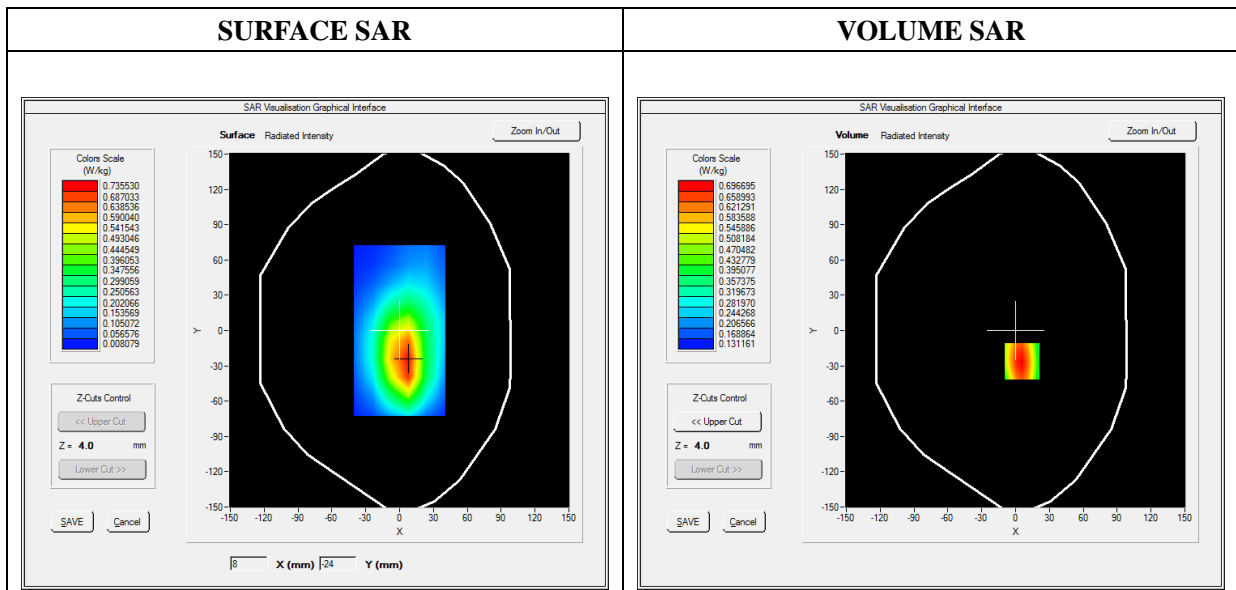 SURFACE SAR
VOLUME SAR
SAR Visualisation Graphical Interface
Surface Radiated Intensity
Zoom In/Out
Colors Scale
(W/kg)
0.735530
0.687033
0.638536
0.590040
0.541543
0.493046
0.444549
0.396053
0.347556
0.299059
0.250563
0.202066
0.153569
0.105072
0.056576
0.008079
Z-Cuts Control
<< Upper Cut
Z = 4.0 mm
Lower Cut >>
SAVE Cancel
150
120
90
60
30
0
-30
-60
-90
-120
-150
Y
-150 -120 -90 -60 -30 0 30 60 90 120 150
X
8 X (mm) -24 Y (mm)
SAR Visualisation Graphical Interface
Volume Radiated Intensity
Zoom In/Out
Colors Scale
(W/kg)
0.696695
0.658993
0.621291
0.583588
0.545886
0.508184
0.470482
0.432779
0.395077
0.357375
0.319673
0.281970
0.244268
0.206566
0.168864
0.131161
Z-Cuts Control
<< Upper Cut
Z = 4.0 mm
Lower Cut >>
SAVE Cancel
150
120
90
60
30
0
-30
-60
-90
-120
-150
Y
-150 -120 -90 -60 -30 0 30 60 90 120 150
X